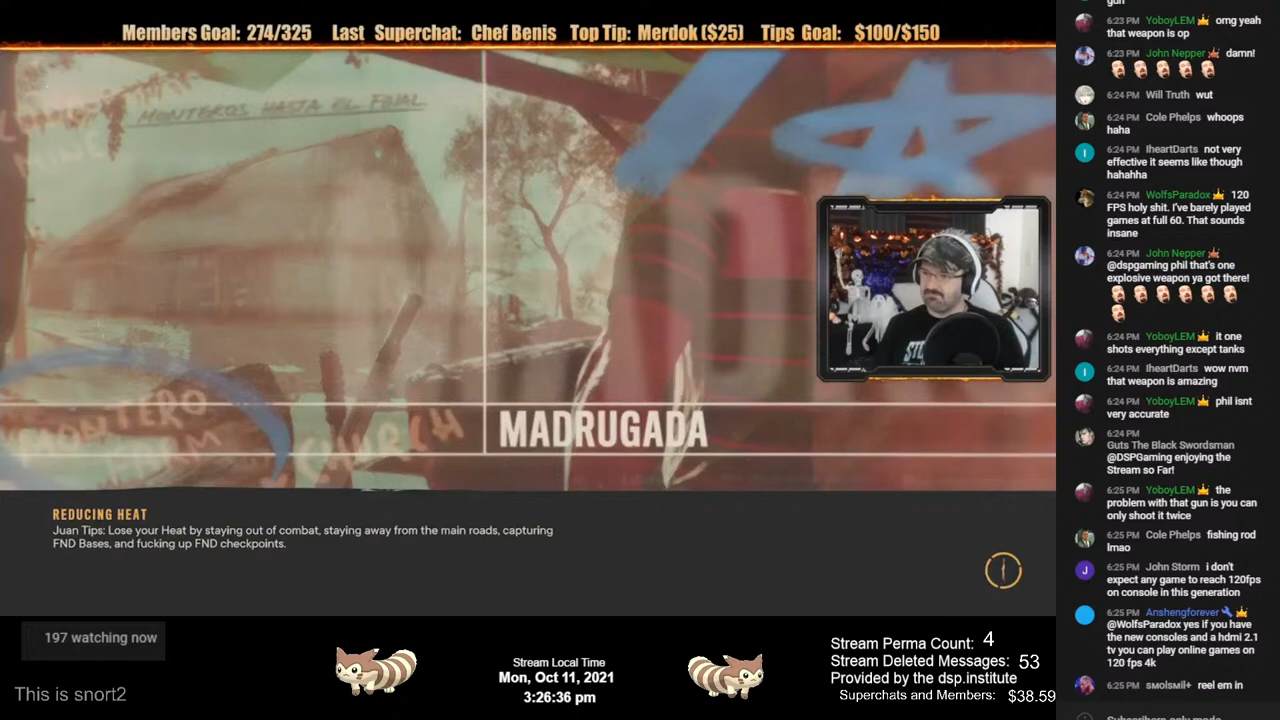 Members Goal: 274/325 Last Superchat: Chef Benis Top Tip: Merdok ($25) Tips Goal: $100/$150
MONTEROS HASTA EL FINAL
MONTERO
FARM
CHURCH
MADRUGADA
REDUCING HEAT
Juan Tips: Lose your Heat by staying out of combat, staying away from the main roads, capturing
FND Bases, and fucking up FND checkpoints.
197 watching now
This is snort2
Stream Local Time
Mon, Oct 11, 2021
3:26:36 pm
Stream Perma Count: 4
Stream Deleted Messages: 53
Provided by the dsp.institute
Superchats and Members: $38.59
gun
6:23 PM YoboyLEM omg yeah
that weapon is op
6:23 PM John Nepper damn!
6:24 PM Will Truth wut
6:24 PM Cole Phelps whoops
haha
6:24 PM IheartDarts not very
effective it seems like though
hahahha
6:24 PM WolfsParadox 120
FPS holy shit. I've barely played
games at full 60. That sounds
insane
6:24 PM John Nepper
@dspgaming phil that's one
explosive weapon ya got there!
6:24 PM YoboyLEM it one
shots everything except tanks
6:24 PM IheartDarts wow nvm
that weapon is amazing
6:24 PM YoboyLEM phil isnt
very accurate
6:24 PM
Guts The Black Swordsman
@DSPGaming enjoying the
Stream so Far!
6:25 PM YoboyLEM the
problem with that gun is you can
only shoot it twice
6:25 PM Cole Phelps fishing rod
lmao
6:25 PM John Storm i don't
expect any game to reach 120fps
on console in this generation
6:25 PM Anshengforever
@WolfsParadox yes if you have
the new consoles and a hdmi 2.1
tv you can play online games on
120 fps 4k
6:25 PM sᴍolsᴍil+ reel em in
Subscribers-only mode